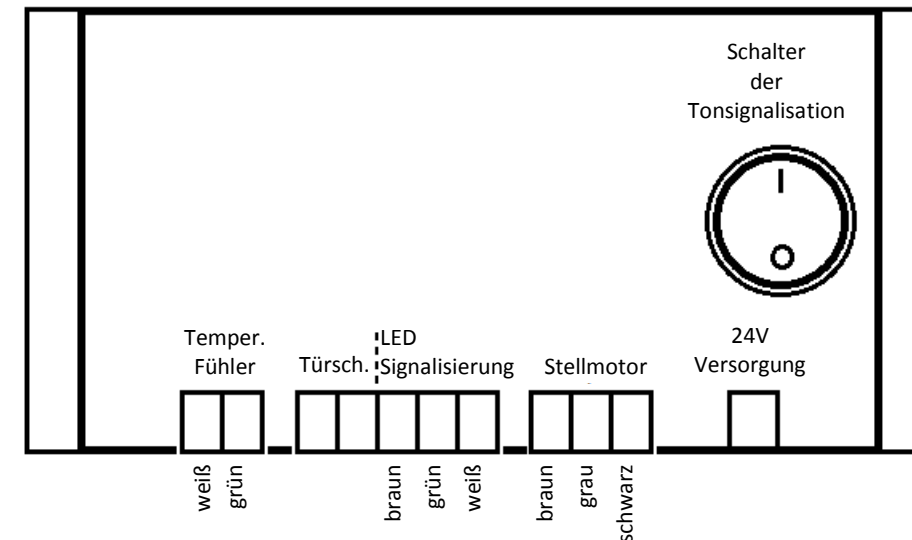 Schalter
der
Tonsignalisation
I
O
Temper.
Fühler
Türsch.
LED
Signalisierung
Stellmotor
24V
Versorgung
weiß
grün
braun
grün
weiß
braun
grau
schwarz